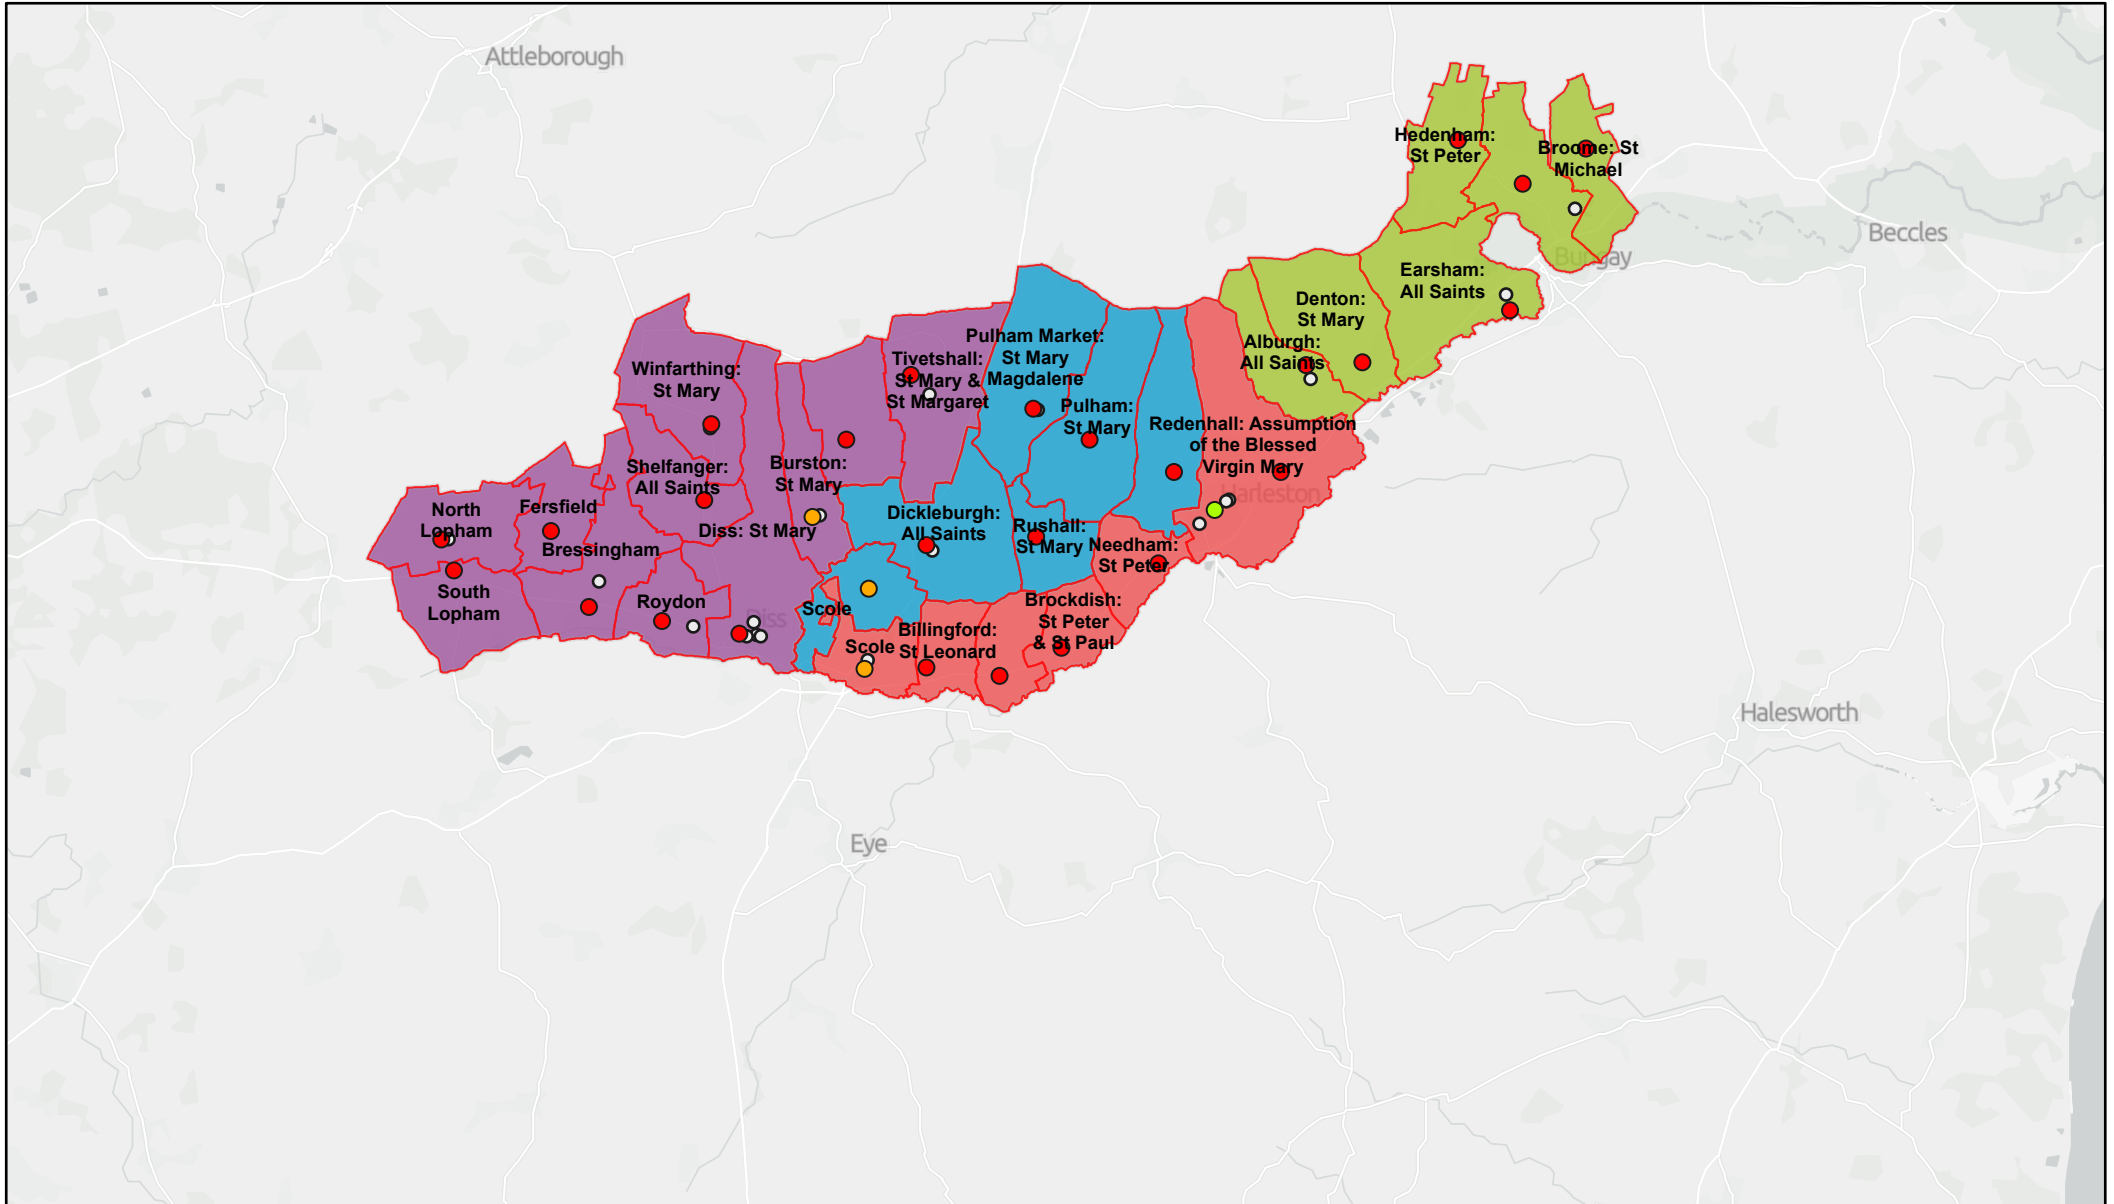 Attleborough
Hedenham:
St Peter
Broome: St
Michael
Beccles
Bungay
Earsham:
All Saints
Denton:
St Mary
Alburgh:
All Saints
Pulham Market:
St Mary
Magdalene
Tivetshall:
St Mary &
St Margaret
Winfarthing:
St Mary
Pulham:
St Mary
Redenhall: Assumption
of the Blessed
Virgin Mary
Harleston
Burston:
St Mary
Shelfanger:
All Saints
Fersfield
North
Lopham
Diss: St Mary
Dickleburgh:
All Saints
Rushall:
St Mary
Needham:
St Peter
Bressingham
South
Lopham
Roydon
Diss
Scole
Brockdish:
St Peter
& St Paul
Billingford:
St Leonard
Scole
Halesworth
Eye